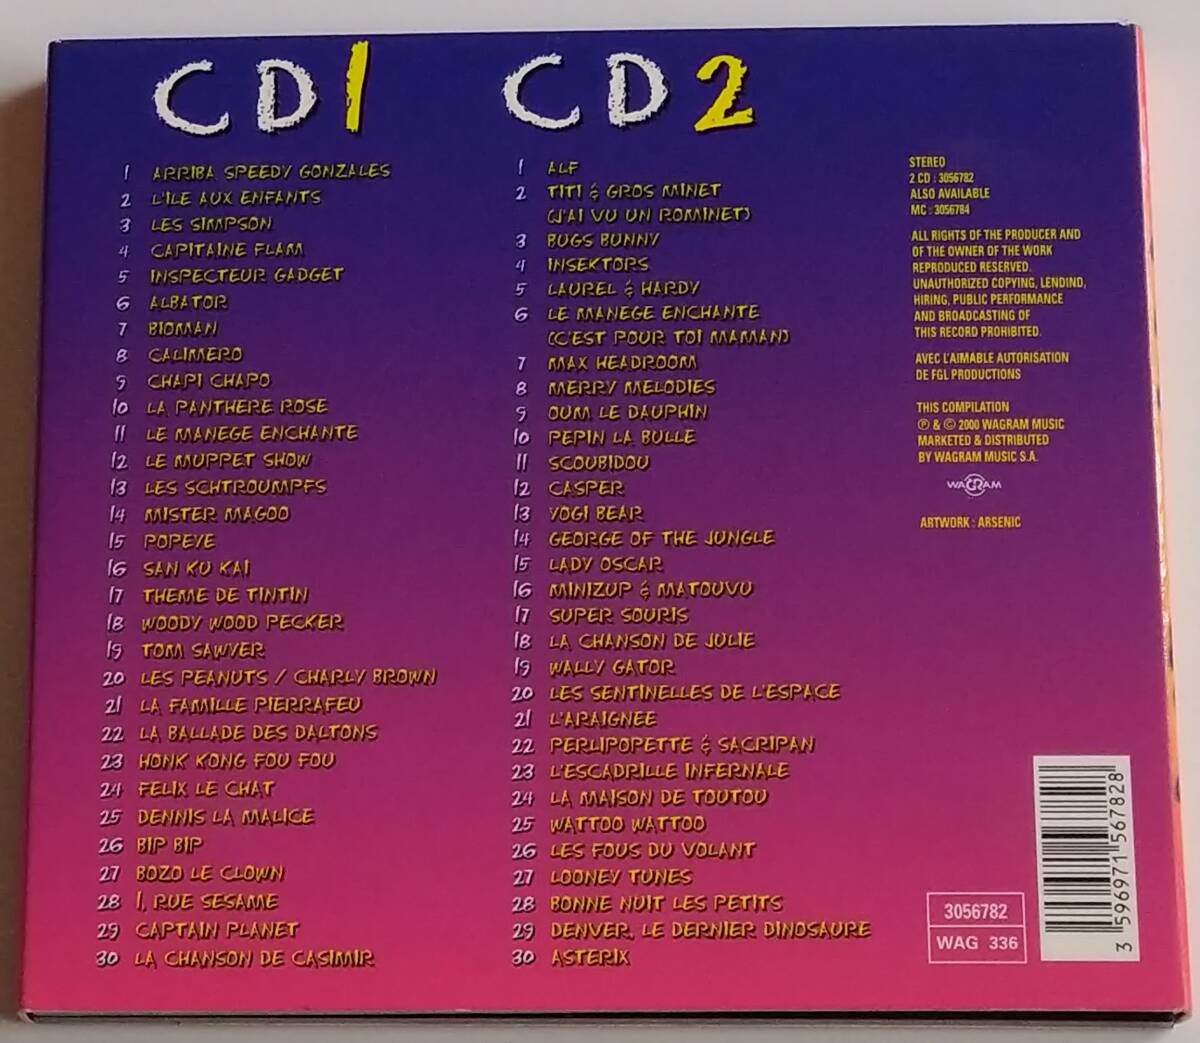 CD1
1 ARRIBA SPEEDY GONZALES
2 L'ILE AUX ENFANTS
3 LES SIMPSON
4 CAPITAINE FLAM
5 INSPECTEUR GADGET
6 ALBATOR
7 BIOMAN
8 CALIMERO
9 CHAPI CHAPO
10 LA PANTHERE ROSE
11 LE MANEGE ENCHANTE
12 LE MUPPET SHOW
13 LES SCHTROUMPFS
14 MISTER MAGOO
15 POPEYE
16 SAN KU KAI
17 THEME DE TINTIN
18 WOODY WOOD PECKER
19 TOM SAWYER
20 LES PEANUTS / CHARLY BROWN
21 LA FAMILLE PIERRAFEU
22 LA BALLADE DES DALTONS
23 HONK KONG FOU FOU
24 FELIX LE CHAT
25 DENNIS LA MALICE
26 BIP BIP
27 BOZO LE CLOWN
28 1, RUE SESAME
29 CAPTAIN PLANET
30 LA CHANSON DE CASIMIR
CD2
1 ALF
2 TITI & GROS MINET
(J'AI VU UN ROMINET)
3 BUGS BUNNY
4 INSEKTORS
5 LAUREL & HARDY
6 LE MANEGE ENCHANTE
(C'EST POUR TOI MAMAN)
7 MAX HEADROOM
8 MERRY MELODIES
9 OUM LE DAUPHIN
10 PEPIN LA BULLE
11 SCOUBIDOU
12 CASPER
13 YOGI BEAR
14 GEORGE OF THE JUNGLE
15 LADY OSCAR
16 MINIZUP & MATOUVU
17 SUPER SOURIS
18 LA CHANSON DE JULIE
19 WALLY GATOR
20 LES SENTINELLES DE L'ESPACE
21 L'ARAIGNEE
22 PERLIPOPETTE & SACRIPAN
23 L'ESCADRILLE INFERNALE
24 LA MAISON DE TOUTOU
25 WATTOO WATTOO
26 LES FOUS DU VOLANT
27 LOONEY TUNES
28 BONNE NUIT LES PETITS
29 DENVER, LE DERNIER DINOSAURE
30 ASTERIX
STEREO
2 CD : 3056782
ALSO AVAILABLE
MC : 3056784
ALL RIGHTS OF THE PRODUCER AND
OF THE OWNER OF THE WORK
REPRODUCED RESERVED.
UNAUTHORIZED COPYING, LENDIND,
HIRING, PUBLIC PERFORMANCE
AND BROADCASTING OF
THIS RECORD PROHIBITED.
AVEC L'AIMABLE AUTORISATION
DE FGL PRODUCTIONS
THIS COMPILATION
℗ & © 2000 WAGRAM MUSIC
MARKETED & DISTRIBUTED
BY WAGRAM MUSIC S.A.
WAGRAM
ARTWORK : ARSENIC
3056782
WAG 336
3 596971 567828